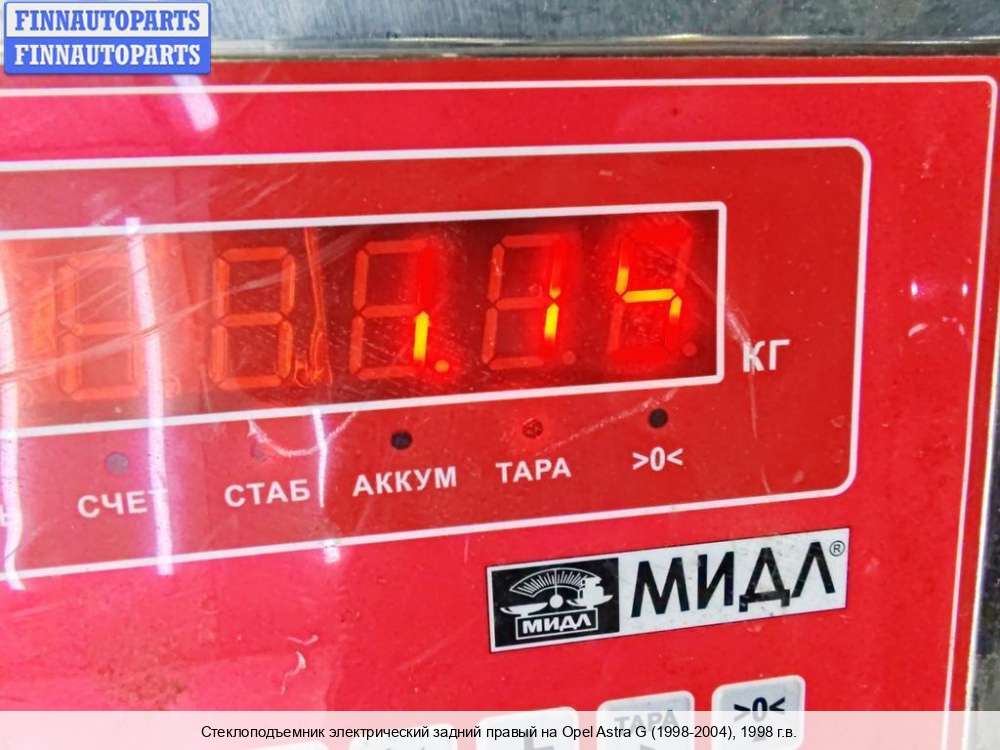 FINNAUTOPARTS
FINNAUTOPARTS
1.15
КГ
СЧЕТ
СТАБ
АККУМ
ТАРА
>0<
МИДЛ
МИДЛ®
ТАРА
>0<
Стеклоподъемник электрический задний правый на Opel Astra G (1998-2004), 1998 г.в.